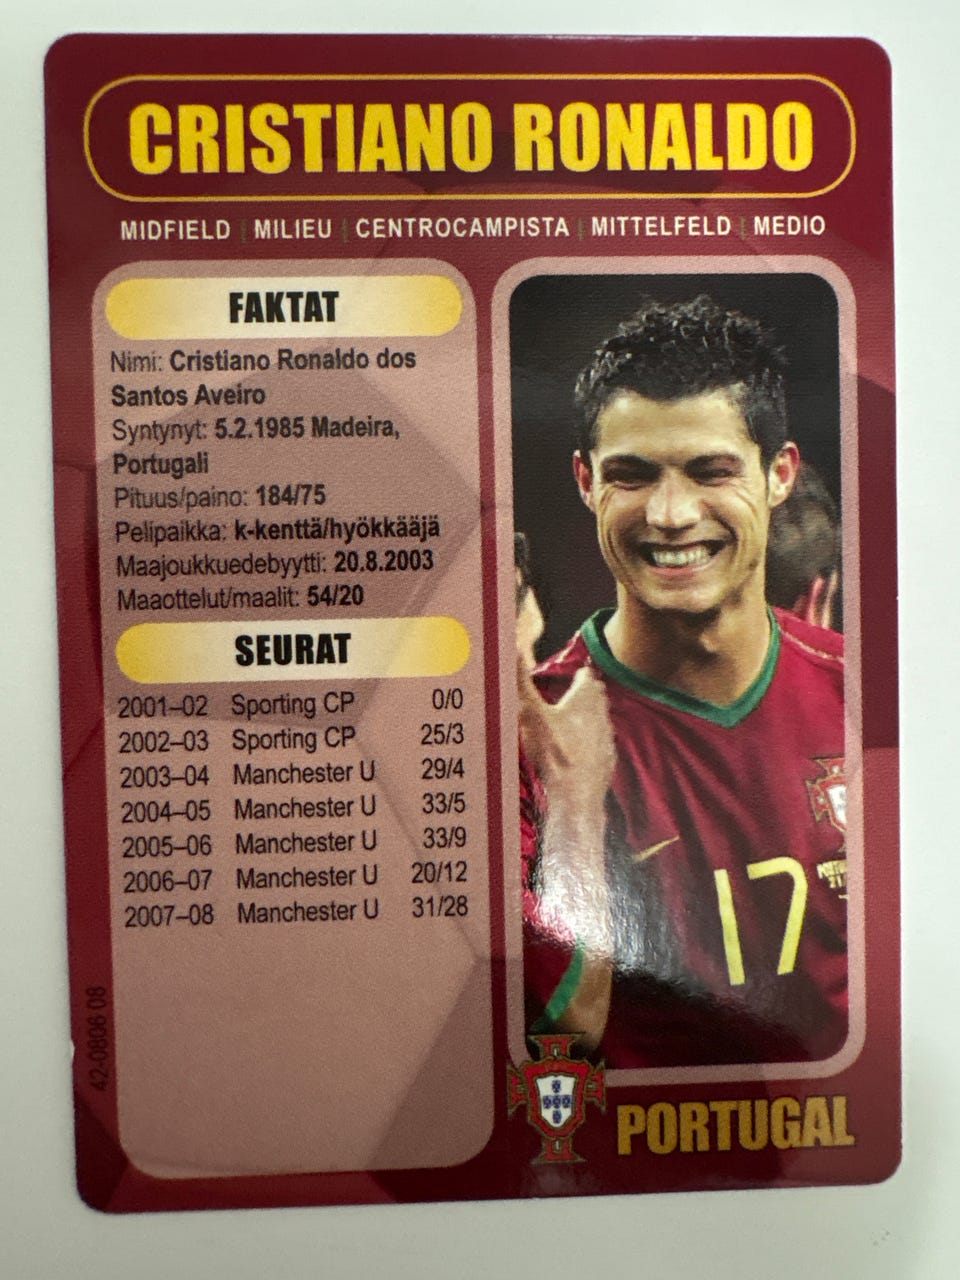 CRISTIANO RONALDO
MIDFIELD | MILIEU | CENTROCAMPISTA | MITTELFELD | MEDIO
FAKTAT
Nimi: Cristiano Ronaldo dos
Santos Aveiro
Syntynyt: 5.2.1985 Madeira,
Portugali
Pituus/paino: 184/75
Pelipaikka: k-kenttä/hyökkääjä
Maajoukkuedebyytti: 20.8.2003
Maaottelut/maalit: 54/20
SEURAT
2001–02 Sporting CP 0/0
2002–03 Sporting CP 25/3
2003–04 Manchester U 29/4
2004–05 Manchester U 33/5
2005–06 Manchester U 33/9
2006–07 Manchester U 20/12
2007–08 Manchester U 31/28
42-0806 08
17
PORTUGAL